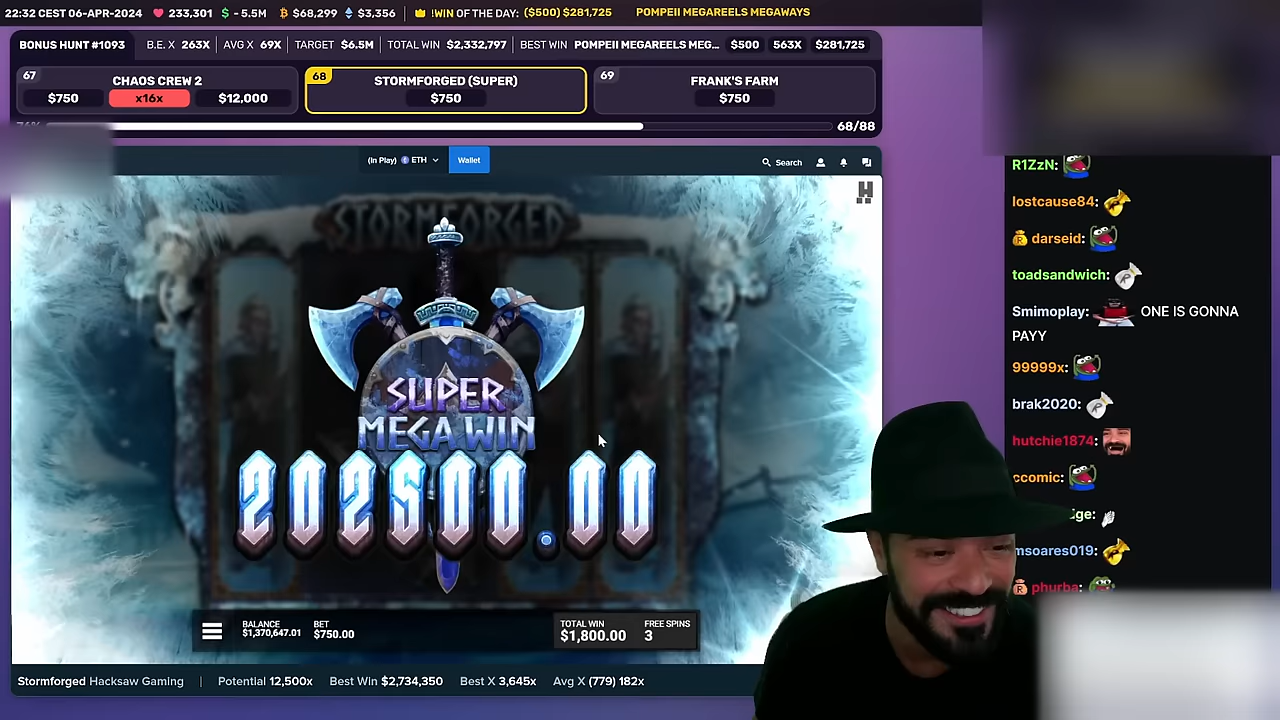 22:32 CEST 06-APR-2024 233,301 $ - 5.5M $68,299 $3,356 | !WIN OF THE DAY: ($500) $281,725 POMPEII MEGAREELS MEGAWAYS
BONUS HUNT #1093 B.E. X 263X | AVG X 69X | TARGET $6.5M | TOTAL WIN $2,332,797 | BEST WIN POMPEII MEGAREELS MEG... $500 563X $281,725
67 CHAOS CREW 2
$750 x16x $12,000
68 STORMFORGED (SUPER)
$750
69 FRANK'S FARM
$750
68/88
(In Play) ETH Wallet Search
STORMFORGED
SUPER
MEGA WIN
202500.00
BALANCE
$1,370,647.01
BET
$750.00
TOTAL WIN
$1,800.00
FREE SPINS
3
Stormforged Hacksaw Gaming | Potential 12,500x Best Win $2,734,350 Best X 3,645x Avg X (779) 182x
R1ZzN:
lostcause84:
darseid:
toadsandwich:
Smimoplay: ONE IS GONNA
PAYY
99999x:
brak2020:
hutchie1874:
ccomic:
msoares019:
phurba: